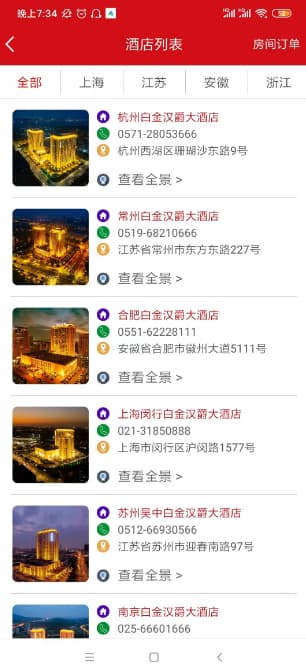 晚上7:34
酒店列表
房间订单
全部
上海
江苏
安徽
浙江
杭州白金汉爵大酒店
0571-28053666
杭州西湖区珊瑚沙东路9号
查看全景 >
常州白金汉爵大酒店
0519-68210666
江苏省常州市东方东路227号
查看全景 >
合肥白金汉爵大酒店
0551-62228111
安徽省合肥市徽州大道5111号
查看全景 >
上海闵行白金汉爵大酒店
021-31850888
上海市闵行区沪闵路1577号
查看全景 >
苏州吴中白金汉爵大酒店
0512-66930566
江苏省苏州市迎春南路97号
查看全景 >
南京白金汉爵大酒店
025-66601666